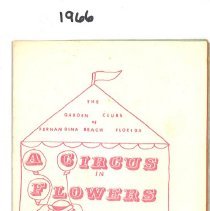 1966
THE
GARDEN CLUBS
of
FERNANDINA BEACH FLORIDA
A CIRCUS
IN
FLOWERS